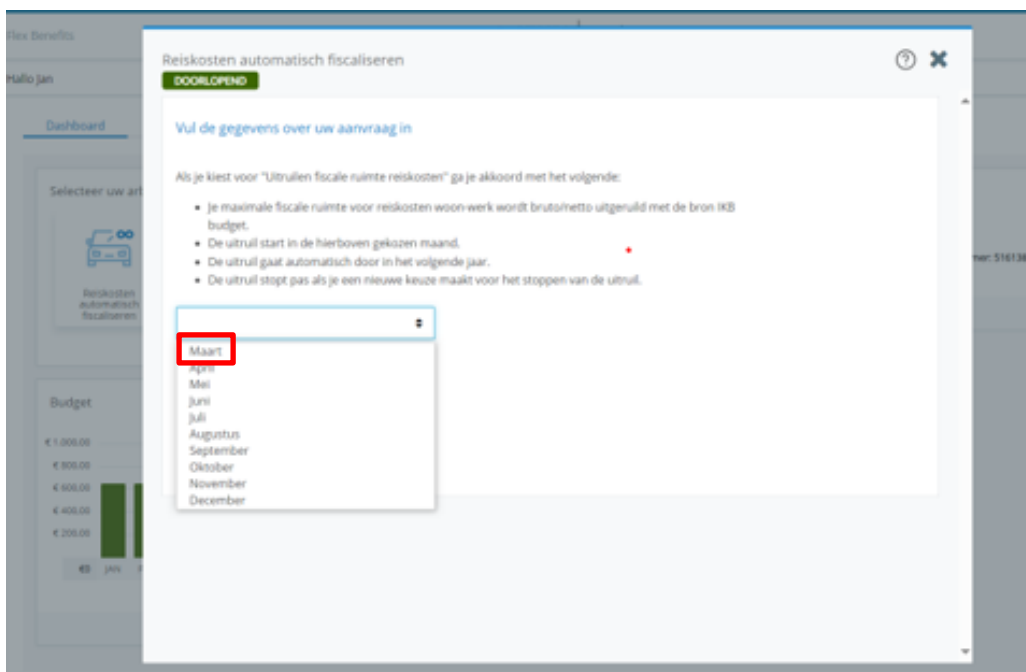 Flex Benefits
Hallo Jan
Dashboard
Selecteer uw
Reiskosten
automatisch
fiscaliseren
Budget
€ 1.000,00
€ 800,00
€ 600,00
€ 400,00
€ 200,00
€0 JAN
Reiskosten automatisch fiscaliseren
DOORLOPEND
Vul de gegevens over uw aanvraag in
Als je kiest voor "Uitruilen fiscale ruimte reiskosten" ga je akkoord met het volgende:
• Je maximale fiscale ruimte voor reiskosten woon-werk wordt bruto/netto uitgeruild met de bron IKB
budget.
• De uitruil start in de hierboven gekozen maand.
• De uitruil gaat automatisch door in het volgende jaar.
• De uitruil stopt pas als je een nieuwe keuze maakt voor het stoppen van de uitruil.
Maart
April
Mei
Juni
Juli
Augustus
September
Oktober
November
December
mer: 516138